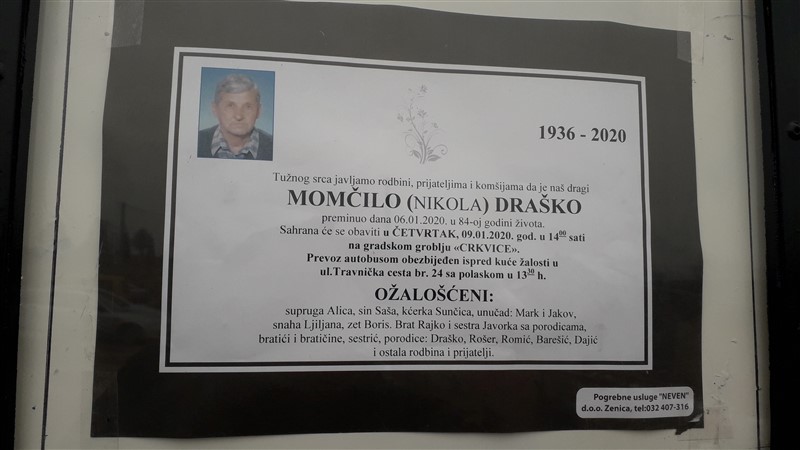 1936 - 2020
Tužnog srca javljamo rodbini, prijateljima i komšijama da je naš dragi
MOMČILO (NIKOLA) DRAŠKO
preminuo dana 06.01.2020. u 84-oj godini života.
Sahrana će se obaviti u ČETVRTAK, 09.01.2020. god. u 14⁰⁰ sati
na gradskom groblju «CRKVICE».
Prevoz autobusom obezbijeđen ispred kuće žalosti u
ul.Travnička cesta br. 24 sa polaskom u 13³⁰ h.
OŽALOŠĆENI:
supruga Alica, sin Saša, kćerka Sunčica, unučad: Mark i Jakov,
snaha Ljiljana, zet Boris. Brat Rajko i sestra Javorka sa porodicama,
bratići i bratičine, sestrić, porodice: Draško, Rošer, Romić, Barešić, Dajić
i ostala rodbina i prijatelji.
Pogrebne usluge "NEVEN"
d.o.o. Zenica, tel:032 407-316